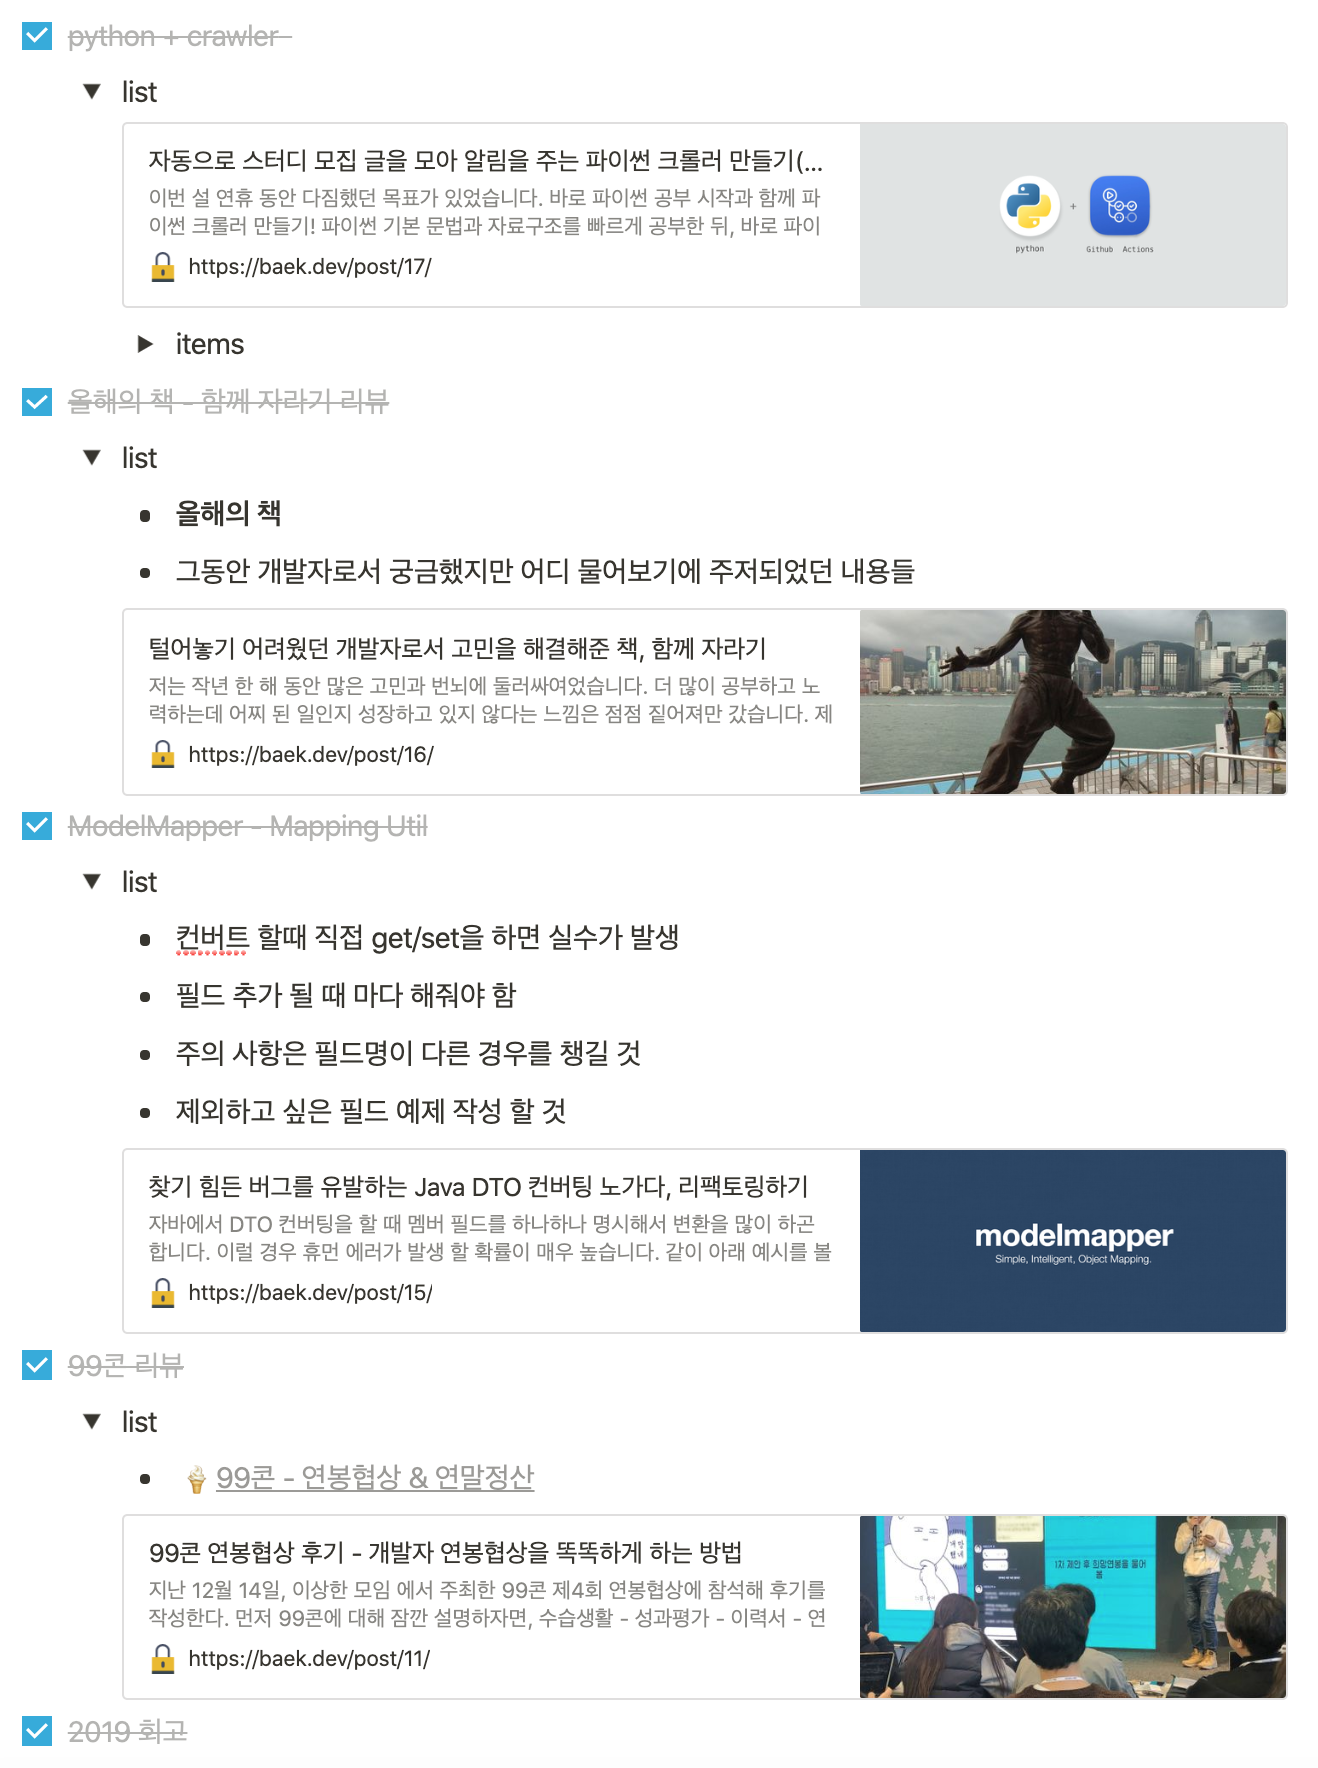 python + crawler
list
자동으로 스터디 모집 글을 모아 알림을 주는 파이썬 크롤러 만들기(...
이번 설 연휴 동안 다짐했던 목표가 있었습니다. 바로 파이썬 공부 시작과 함께 파
이썬 크롤러 만들기! 파이썬 기본 문법과 자료구조를 빠르게 공부한 뒤, 바로 파이
https://baek.dev/post/17/
+
python
Github Actions
items
올해의 책 - 함께 자라기 리뷰
list
올해의 책
그동안 개발자로서 궁금했지만 어디 물어보기에 주저되었던 내용들
털어놓기 어려웠던 개발자로서 고민을 해결해준 책, 함께 자라기
저는 작년 한 해 동안 많은 고민과 번뇌에 둘러싸여었습니다. 더 많이 공부하고 노
력하는데 어찌 된 일인지 성장하고 있지 않다는 느낌은 점점 짙어져만 갔습니다. 제
https://baek.dev/post/16/
ModelMapper - Mapping Util
list
컨버트 할때 직접 get/set을 하면 실수가 발생
필드 추가 될 때 마다 해줘야 함
주의 사항은 필드명이 다른 경우를 챙길 것
제외하고 싶은 필드 예제 작성 할 것
찾기 힘든 버그를 유발하는 Java DTO 컨버팅 노가다, 리팩토링하기
자바에서 DTO 컨버팅을 할 때 멤버 필드를 하나하나 명시해서 변환을 많이 하곤
합니다. 이럴 경우 휴먼 에러가 발생 할 확률이 매우 높습니다. 같이 아래 예시를 볼
https://baek.dev/post/15/
modelmapper
Simple, Intelligent, Object Mapping.
99콘 리뷰
list
99콘 - 연봉협상 & 연말정산
99콘 연봉협상 후기 - 개발자 연봉협상을 똑똑하게 하는 방법
지난 12월 14일, 이상한 모임 에서 주최한 99콘 제4회 연봉협상에 참석해 후기를
작성한다. 먼저 99콘에 대해 잠깐 설명하자면, 수습생활 - 성과평가 - 이력서 - 연
https://baek.dev/post/11/
1차 제안 후 희망연봉을 물어
봄
2019 회고